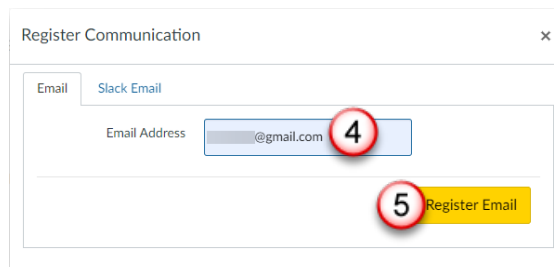 Register Communication ×
Email Slack Email
Email Address @gmail.com 4
5 Register Email